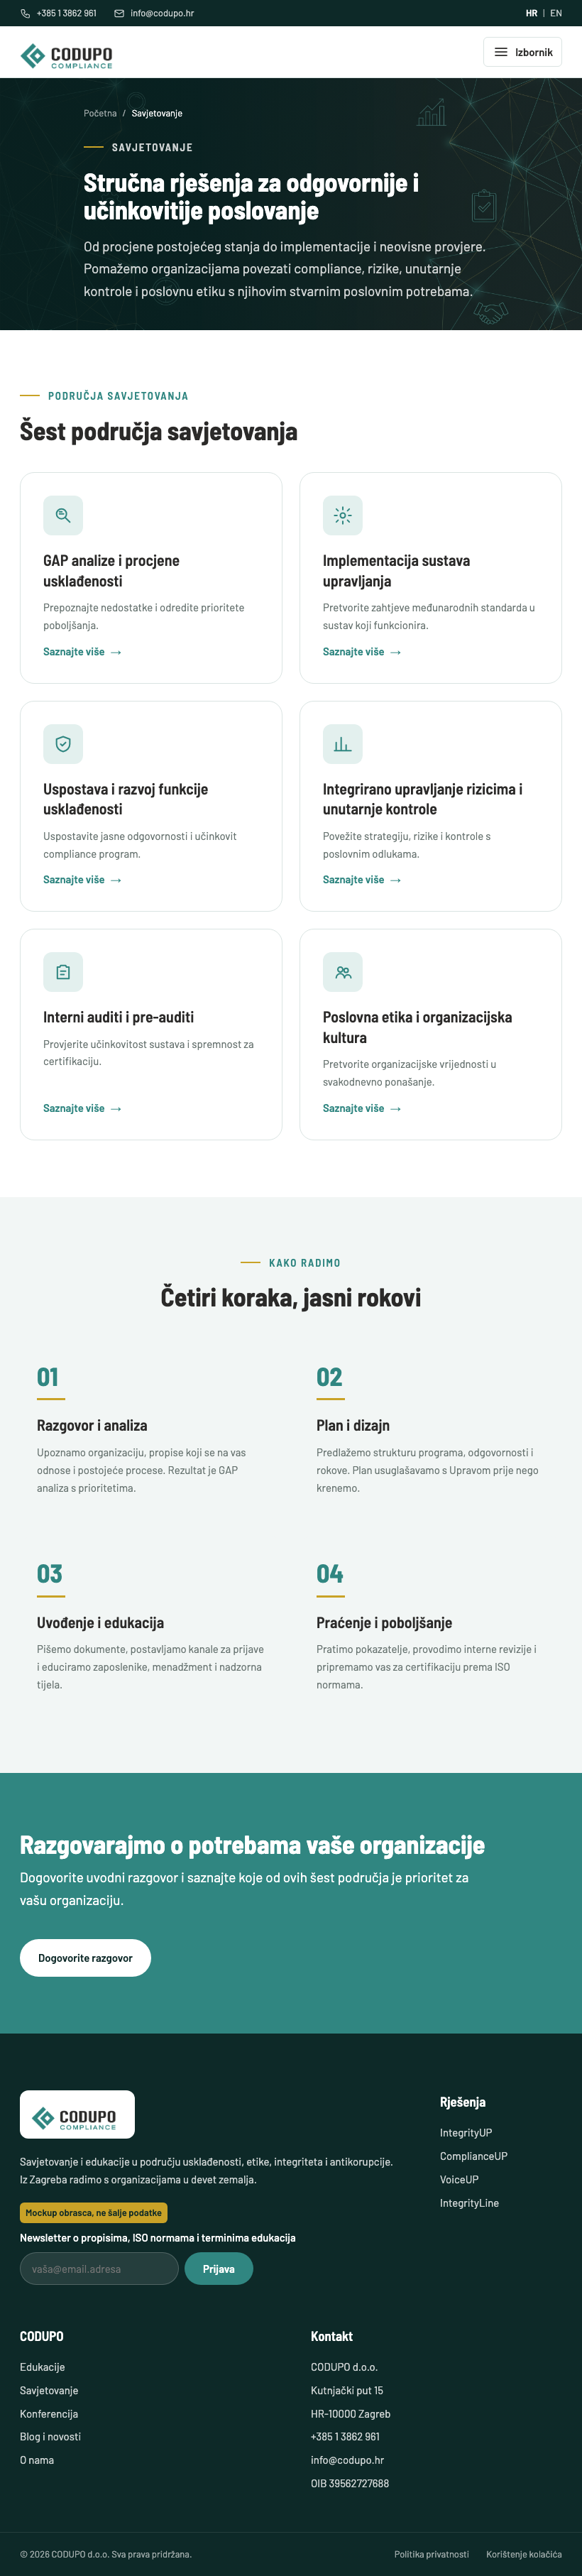 +385 1 3862 961
info@codupo.hr
HR | EN
CODUPO
COMPLIANCE
Izbornik
Početna / Savjetovanje
SAVJETOVANJE
Stručna rješenja za odgovornije i
učinkovitije poslovanje
Od procjene postojećeg stanja do implementacije i neovisne provjere.
Pomažemo organizacijama povezati compliance, rizike, unutarnje
kontrole i poslovnu etiku s njihovim stvarnim poslovnim potrebama.
PODRUČJA SAVJETOVANJA
Šest područja savjetovanja
GAP analize i procjene
usklađenosti
Prepoznajte nedostatke i odredite prioritete
poboljšanja.
Saznajte više →
Implementacija sustava
upravljanja
Pretvorite zahtjeve međunarodnih standarda u
sustav koji funkcionira.
Saznajte više →
Uspostava i razvoj funkcije
usklađenosti
Uspostavite jasne odgovornosti i učinkovit
compliance program.
Saznajte više →
Integrirano upravljanje rizicima i
unutarnje kontrole
Povežite strategiju, rizike i kontrole s
poslovnim odlukama.
Saznajte više →
Interni auditi i pre-auditi
Provjerite učinkovitost sustava i spremnost za
certifikaciju.
Saznajte više →
Poslovna etika i organizacijska
kultura
Pretvorite organizacijske vrijednosti u
svakodnevno ponašanje.
Saznajte više →
KAKO RADIMO
Četiri koraka, jasni rokovi
01
Razgovor i analiza
Upoznamo organizaciju, propise koji se na vas
odnose i postojeće procese. Rezultat je GAP
analiza s prioritetima.
02
Plan i dizajn
Predlažemo strukturu programa, odgovornosti i
rokove. Plan usuglašavamo s Upravom prije nego
krenemo.
03
Uvođenje i edukacija
Pišemo dokumente, postavljamo kanale za prijave
i educiramo zaposlenike, menadžment i nadzorna
tijela.
04
Praćenje i poboljšanje
Pratimo pokazatelje, provodimo interne revizije i
pripremamo vas za certifikaciju prema ISO
normama.
Razgovarajmo o potrebama vaše organizacije
Dogovorite uvodni razgovor i saznajte koje od ovih šest područja je prioritet za
vašu organizaciju.
Dogovorite razgovor
CODUPO
COMPLIANCE
Savjetovanje i edukacije u području usklađenosti, etike, integriteta i antikorupcije.
Iz Zagreba radimo s organizacijama u devet zemalja.
Mockup obrasca, ne šalje podatke
Newsletter o propisima, ISO normama i terminima edukacija
vaša@email.adresa
Prijava
Rješenja
IntegrityUP
ComplianceUP
VoiceUP
IntegrityLine
CODUPO
Edukacije
Savjetovanje
Konferencija
Blog i novosti
O nama
Kontakt
CODUPO d.o.o.
Kutnjački put 15
HR-10000 Zagreb
+385 1 3862 961
info@codupo.hr
OIB 39562727688
© 2026 CODUPO d.o.o. Sva prava pridržana.
Politika privatnosti
Korištenje kolačića